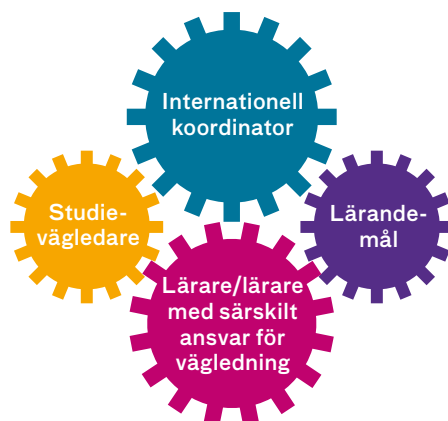 Internationell
koordinator
Studie-
vägledare
Lärande-
mål
Lärare/lärare
med särskilt
ansvar för
vägledning